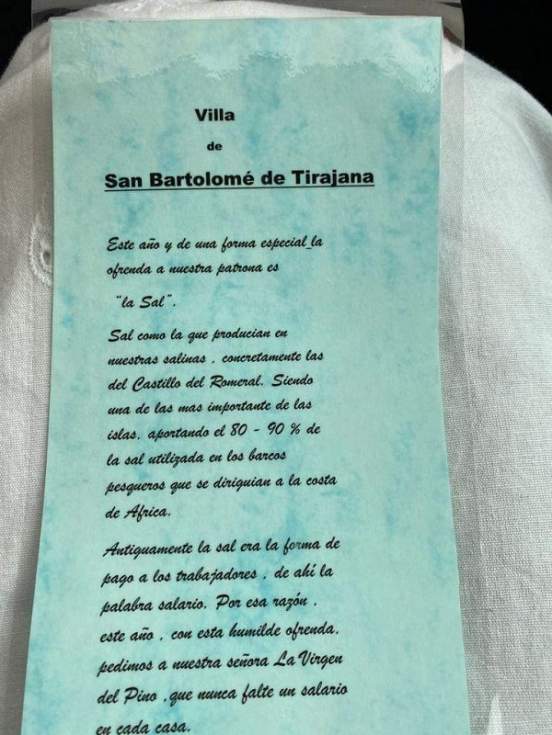 Villa
de
San Bartolomé de Tirajana
Este año y de una forma especial_la
ofrenda a nuestra patrona es
"la Sal".
Sal como la que producian en
nuestras salinas , concretamente las
del Castillo del Romeral. Siendo
una de las mas importante de las
islas, aportando el 80 - 90 % de
la sal utilizada en los barcos
pesqueros que se diriguian a la costa
de Africa.
Antiguamente la sal era la forma de
pago a los trabajadores , de ahí la
palabra salario. Por esa razón ,
este año , con esta humilde ofrenda,
pedimos a nuestra señora La Virgen
del Pino ,que nunca falte un salario
en cada casa.